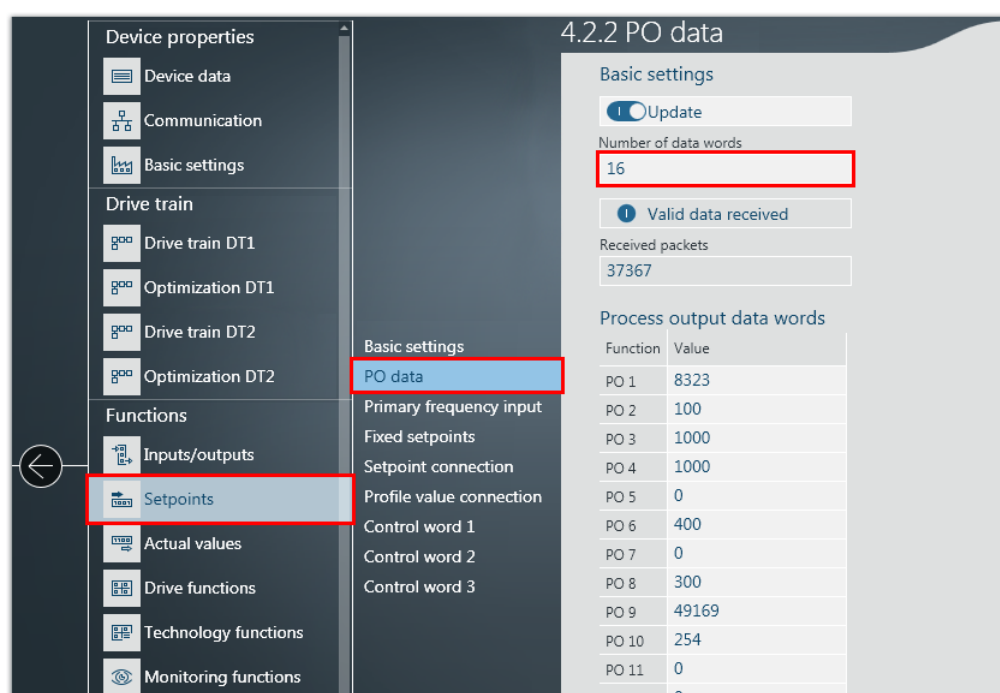 Device properties
Device data
Communication
Basic settings
Drive train
Drive train DT1
Optimization DT1
Drive train DT2
Optimization DT2
Functions
Inputs/outputs
Setpoints
Actual values
Drive functions
Technology functions
Monitoring functions
Basic settings
PO data
Primary frequency input
Fixed setpoints
Setpoint connection
Profile value connection
Control word 1
Control word 2
Control word 3
4.2.2 PO data
Basic settings
Update
Number of data words
16
Valid data received
Received packets
37367
Process output data words
Function Value
PO 1 8323
PO 2 100
PO 3 1000
PO 4 1000
PO 5 0
PO 6 400
PO 7 0
PO 8 300
PO 9 49169
PO 10 254
PO 11 0